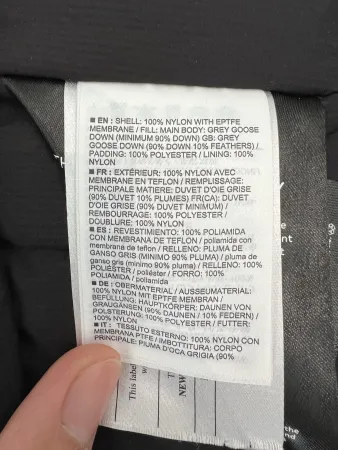 ■ EN : SHELL: 100% NYLON WITH EPTFE
MEMBRANE / FILL: MAIN BODY: GREY GOOSE
DOWN (MINIMUM 90% DOWN) GB: GREY
GOOSE DOWN (90% DOWN 10% FEATHERS) /
PADDING: 100% POLYESTER / LINING: 100%
NYLON
■ FR : EXTÉRIEUR: 100% NYLON AVEC
MEMBRANE EN TEFLON / REMPLISSAGE:
PRINCIPALE MATIERE: DUVET D'OIE GRISE
(90% DUVET 10% PLUMES) FR(CA): DUVET
D'OIE GRISE (90% DUVET MINIMUM) /
REMBOURRAGE: 100% POLYESTER /
DOUBLURE: 100% NYLON
■ ES : REVESTIMIENTO: 100% POLIAMIDA
CON MEMBRANA DE TEFLON / poliamida con
membrana de teflon / RELLENO: PLUMA DE
GANSO GRIS (MINIMO 90% PLUMA) / pluma de
ganso gris (minimo 90% pluma) / RELLENO: 100%
POLIÉSTER / poliéster / FORRO: 100%
POLIAMIDA / poliamida
■ DE : OBERMATERIAL / AUSSEUMATERIAL:
100% NYLON MIT EPTFE MEMBRAN /
BEFÜLLUNG: HAUPTKÖRPER: DAUNEN VON
GRAUGÄNSEN (90% DAUNEN / 10% FEDERN) /
POLSTERUNG: 100% POLYESTER / FUTTER:
100% NYLON
■ IT : TESSUTO ESTERNO: 100% NYLON CON
MEMBRANA PTFE / IMBOTTITURA: CORPO
PRINCIPALE: PIUMA D'OCA GRIGIA (90%
This label
NEW
the